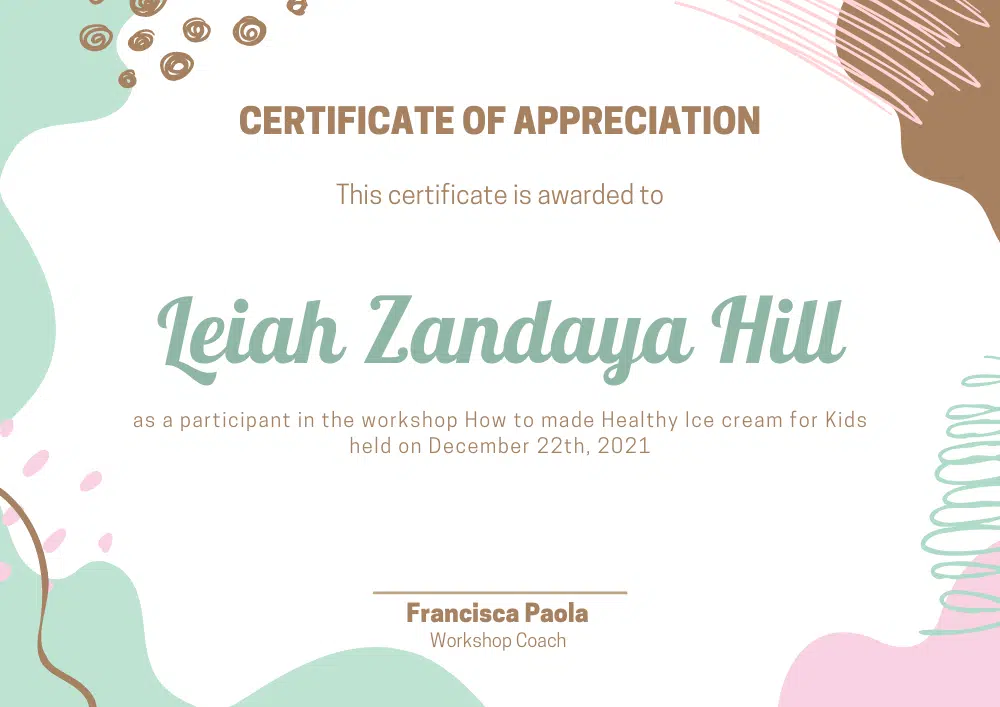 CERTIFICATE OF APPRECIATION
This certificate is awarded to
Leiah Zandaya Hill
as a participant in the workshop How to made Healthy Ice cream for Kids
held on December 22th, 2021
Francisca Paola
Workshop Coach